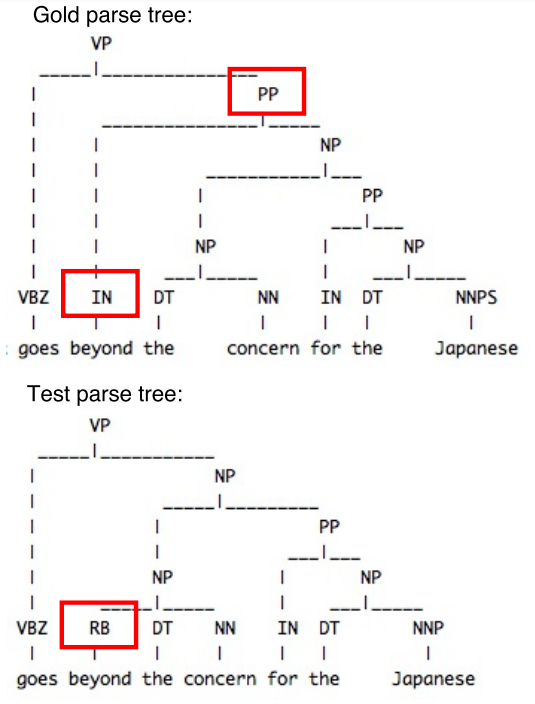 Gold parse tree:
VP
PP
NP
PP
NP NP
VBZ IN DT NN IN DT NNPS
goes beyond the concern for the Japanese
Test parse tree:
VP
NP
PP
NP NP
VBZ RB DT NN IN DT NNP
goes beyond the concern for the Japanese